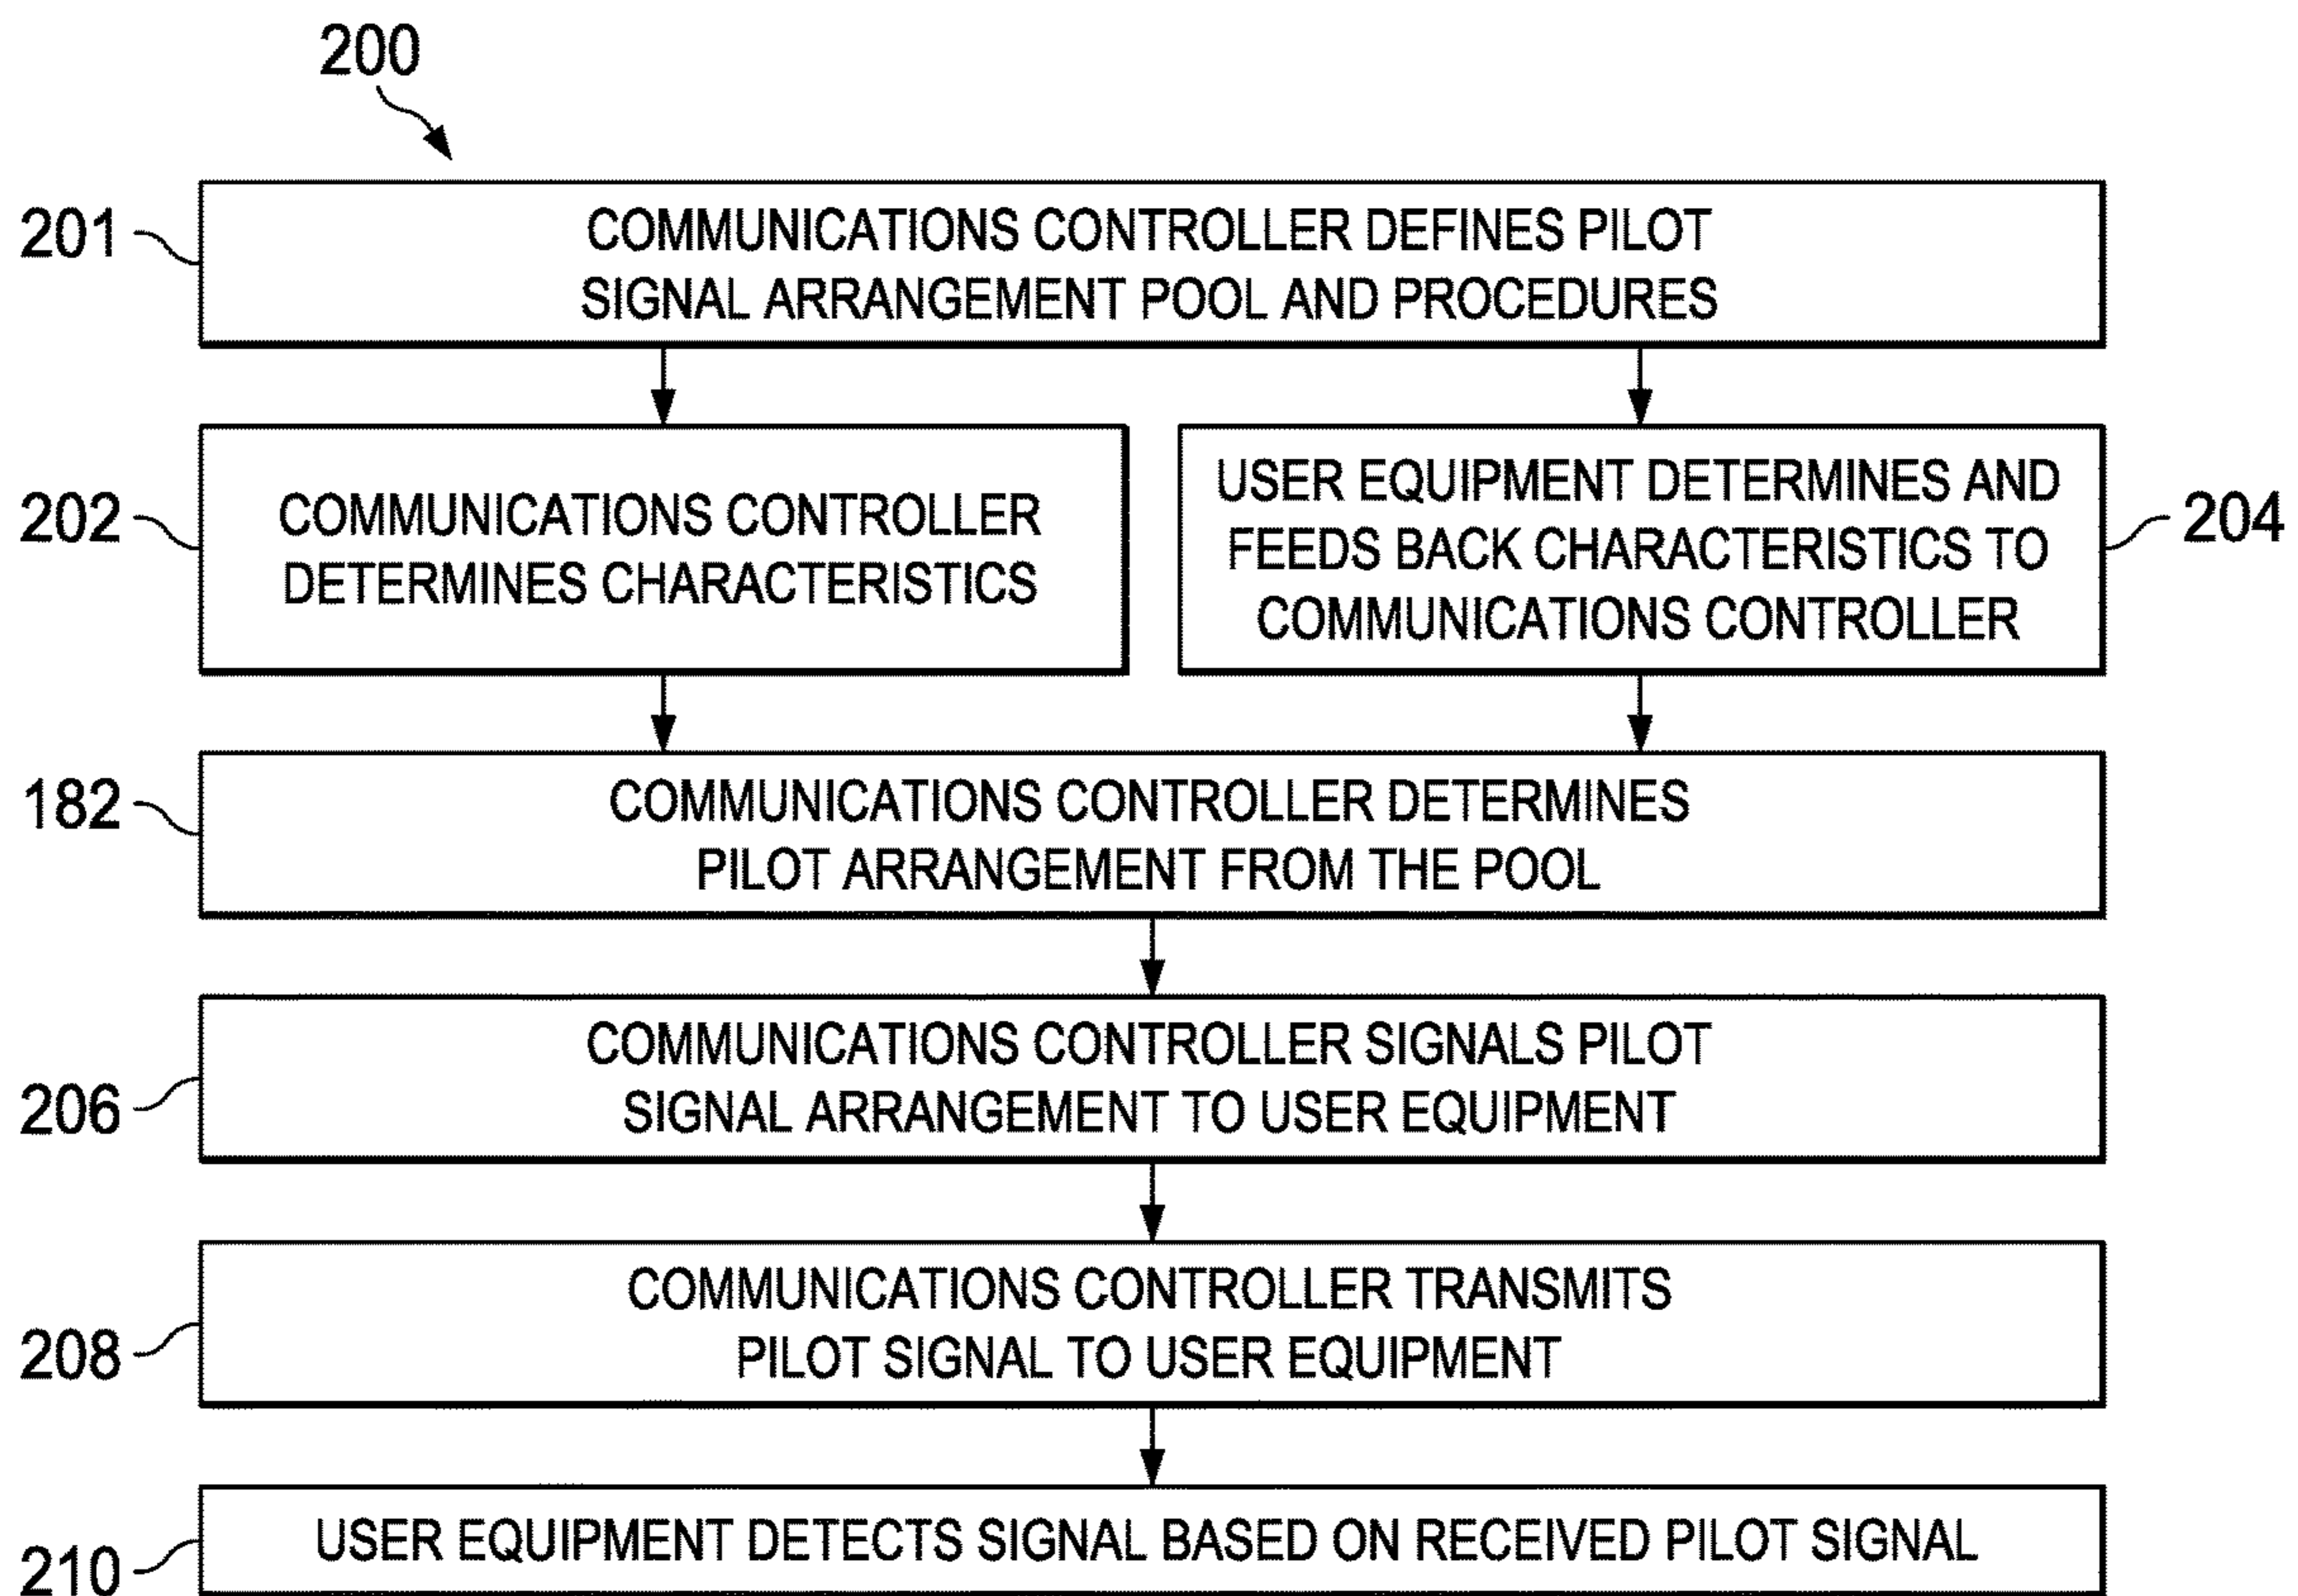 200
201
COMMUNICATIONS CONTROLLER DEFINES PILOT
SIGNAL ARRANGEMENT POOL AND PROCEDURES
202
COMMUNICATIONS CONTROLLER
DETERMINES CHARACTERISTICS
USER EQUIPMENT DETERMINES AND
FEEDS BACK CHARACTERISTICS TO
COMMUNICATIONS CONTROLLER
204
182
COMMUNICATIONS CONTROLLER DETERMINES
PILOT ARRANGEMENT FROM THE POOL
206
COMMUNICATIONS CONTROLLER SIGNALS PILOT
SIGNAL ARRANGEMENT TO USER EQUIPMENT
208
COMMUNICATIONS CONTROLLER TRANSMITS
PILOT SIGNAL TO USER EQUIPMENT
210
USER EQUIPMENT DETECTS SIGNAL BASED ON RECEIVED PILOT SIGNAL